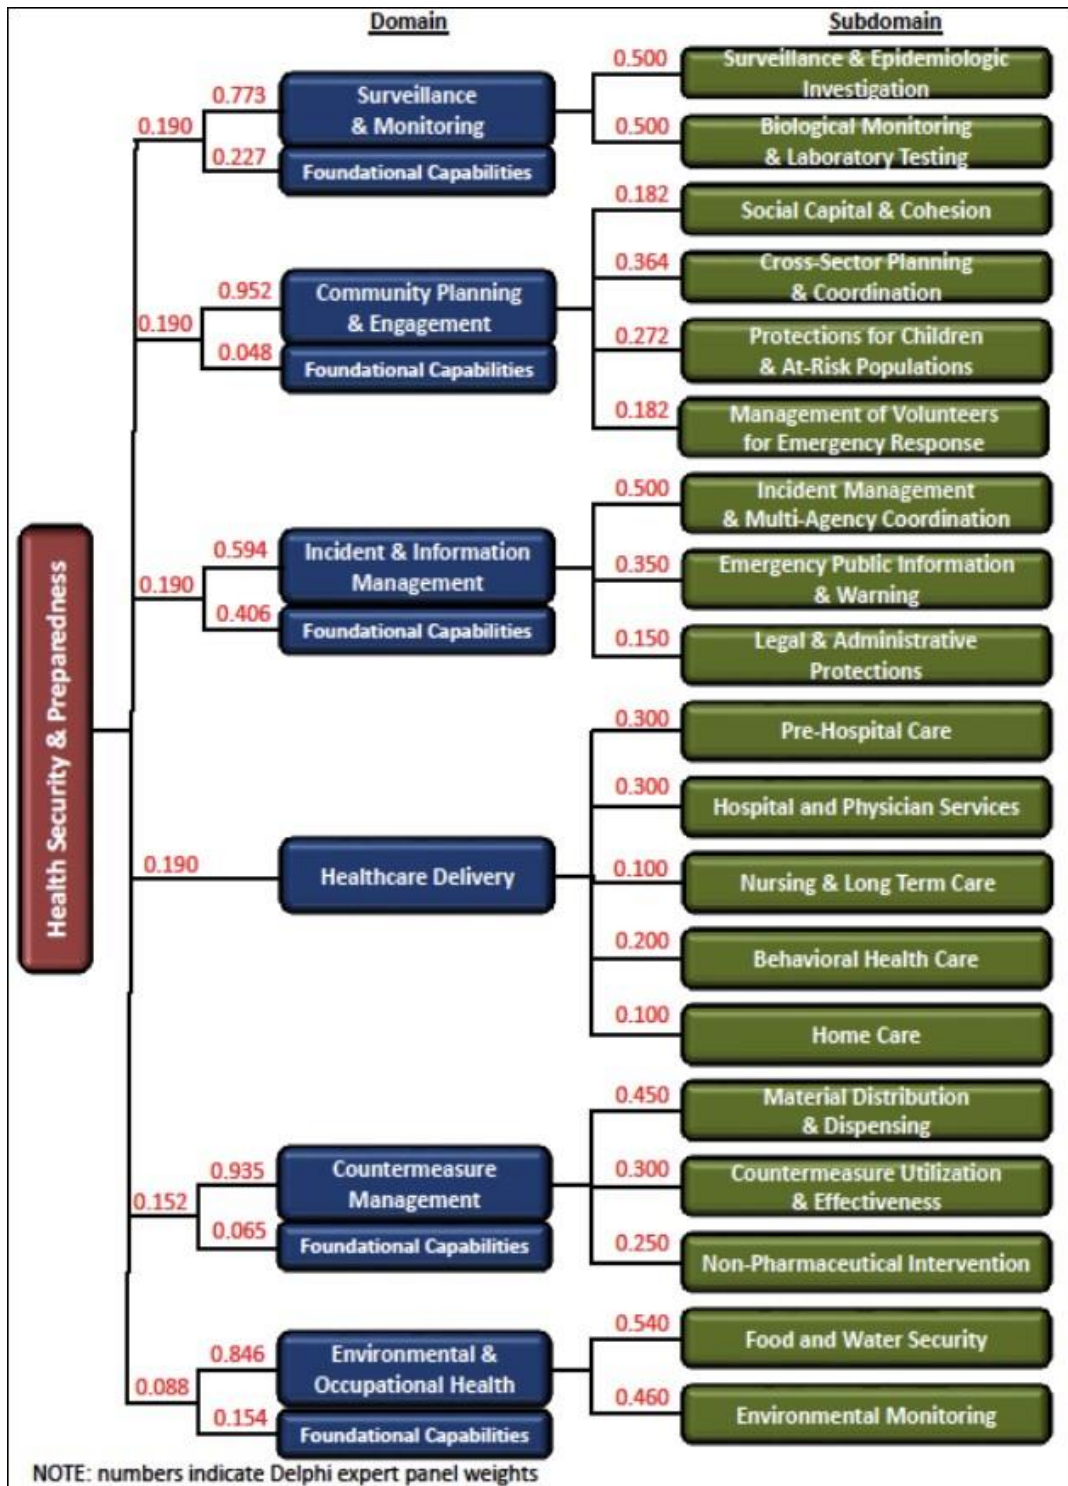 Domain
Subdomain
Health Security & Preparedness
0.190
0.773
Surveillance
& Monitoring
0.227
Foundational Capabilities
0.500
Surveillance & Epidemiologic
Investigation
0.500
Biological Monitoring
& Laboratory Testing
0.190
0.952
Community Planning
& Engagement
0.048
Foundational Capabilities
0.182
Social Capital & Cohesion
0.364
Cross-Sector Planning
& Coordination
0.272
Protections for Children
& At-Risk Populations
0.182
Management of Volunteers
for Emergency Response
0.190
0.594
Incident & Information
Management
0.406
Foundational Capabilities
0.500
Incident Management
& Multi-Agency Coordination
0.350
Emergency Public Information
& Warning
0.150
Legal & Administrative
Protections
0.190
Healthcare Delivery
0.300
Pre-Hospital Care
0.300
Hospital and Physician Services
0.100
Nursing & Long Term Care
0.200
Behavioral Health Care
0.100
Home Care
0.152
0.935
Countermeasure
Management
0.065
Foundational Capabilities
0.450
Material Distribution
& Dispensing
0.300
Countermeasure Utilization
& Effectiveness
0.250
Non-Pharmaceutical Intervention
0.088
0.846
Environmental &
Occupational Health
0.154
Foundational Capabilities
0.540
Food and Water Security
0.460
Environmental Monitoring
NOTE: numbers indicate Delphi expert panel weights